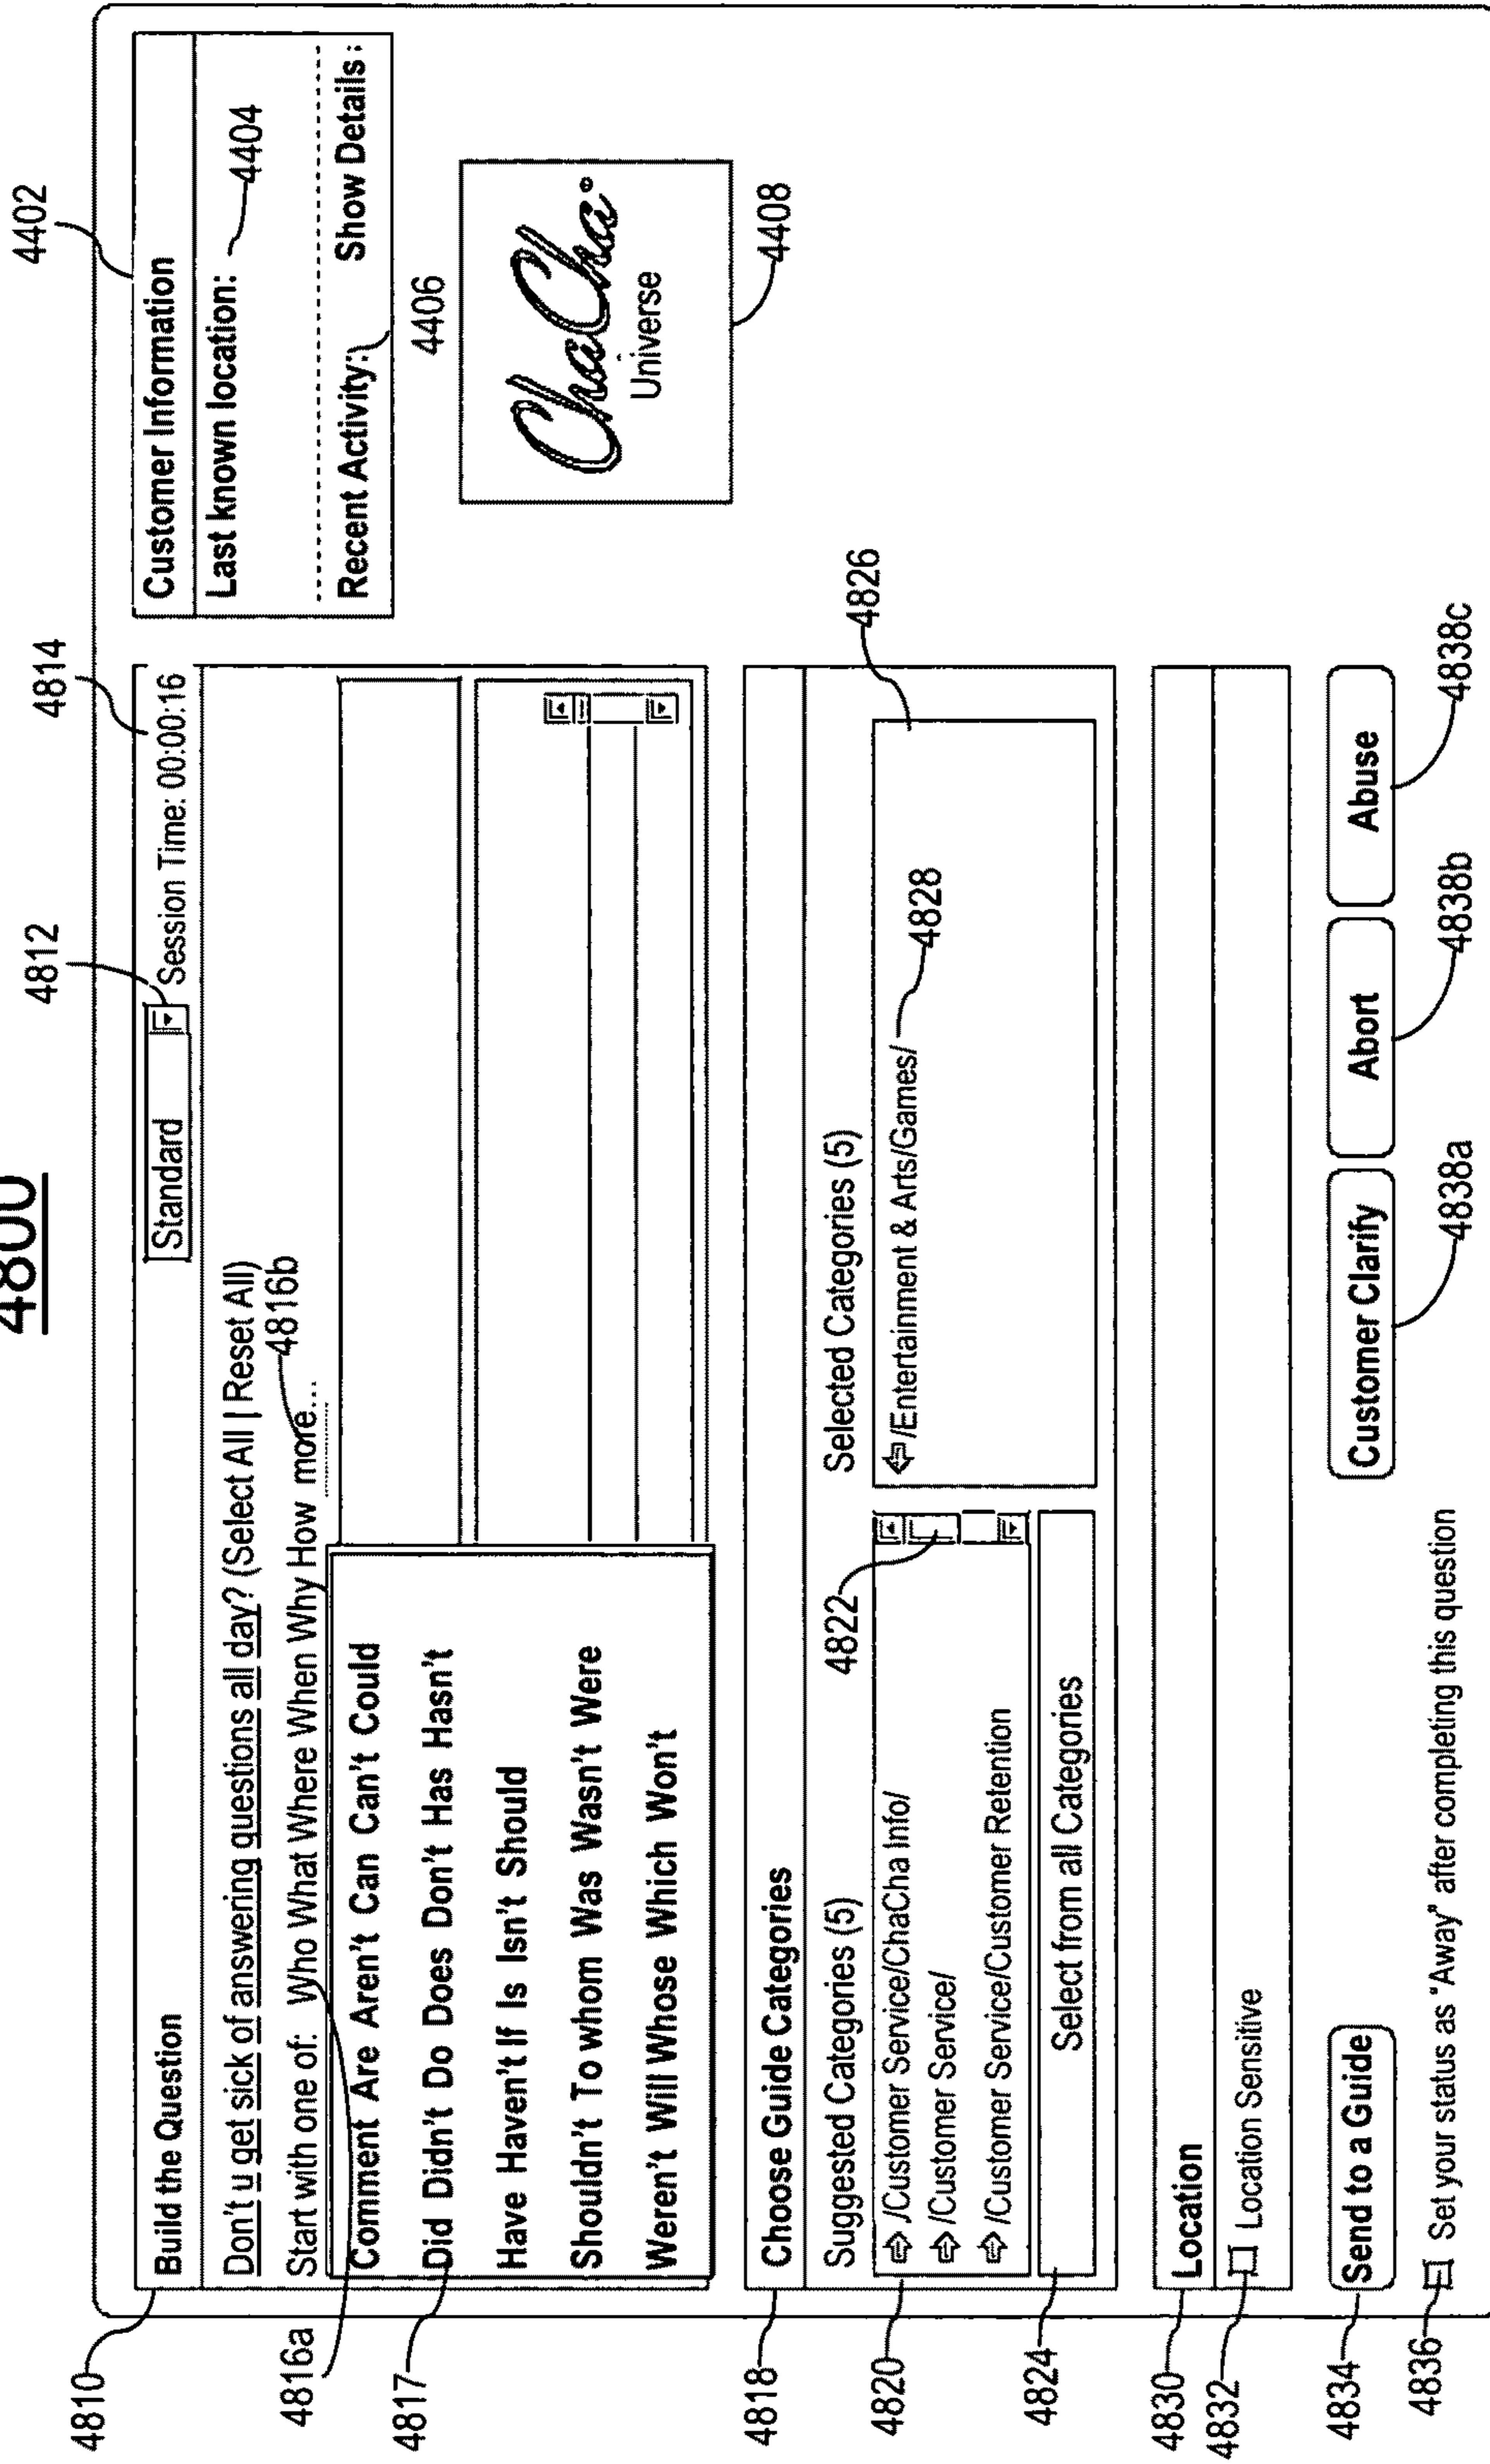 4800
4810
4812
4814
4402
Build the Question
Standard
Session Time: 00:00:16
Don't u get sick of answering questions all day? (Select All | Reset All)
Start with one of: Who What Where When Why How more...
4816b
4816a
Comment Are Aren't Can Can't Could
Did Didn't Do Does Don't Has Hasn't
Have Haven't If Is Isn't Should
Shouldn't To whom Was Wasn't Were
Weren't Will Whose Which Won't
4817
Customer Information
Last known location:
4404
Recent Activity:
Show Details:
4406
ChaCha
Universe
4408
4818
Choose Guide Categories
Suggested Categories (5)
4822
Selected Categories (5)
4826
4820
/Customer Service/ChaCha Info/
/Customer Service/
/Customer Service/Customer Retention
/Entertainment & Arts/Games/
4828
4824
Select from all Categories
4830
Location
4832
Location Sensitive
4834
Send to a Guide
Customer Clarify
Abort
Abuse
4838a
4838b
4838c
4836
Set your status as "Away" after completing this question